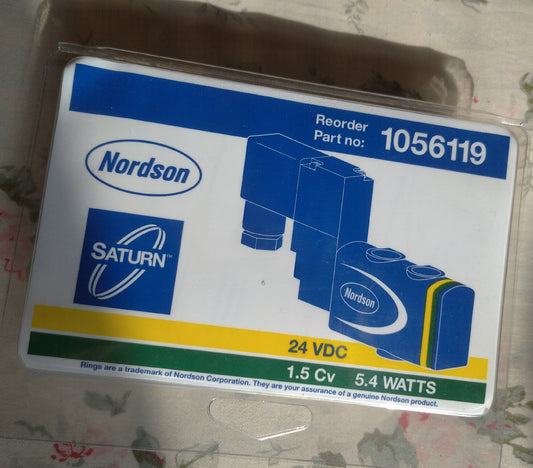 Reorder
Part no: 1056119
Nordson
SATURN™
Nordson
24 VDC
1.5 Cv 5.4 WATTS
Rings are a trademark of Nordson Corporation. They are your assurance of a genuine Nordson product.